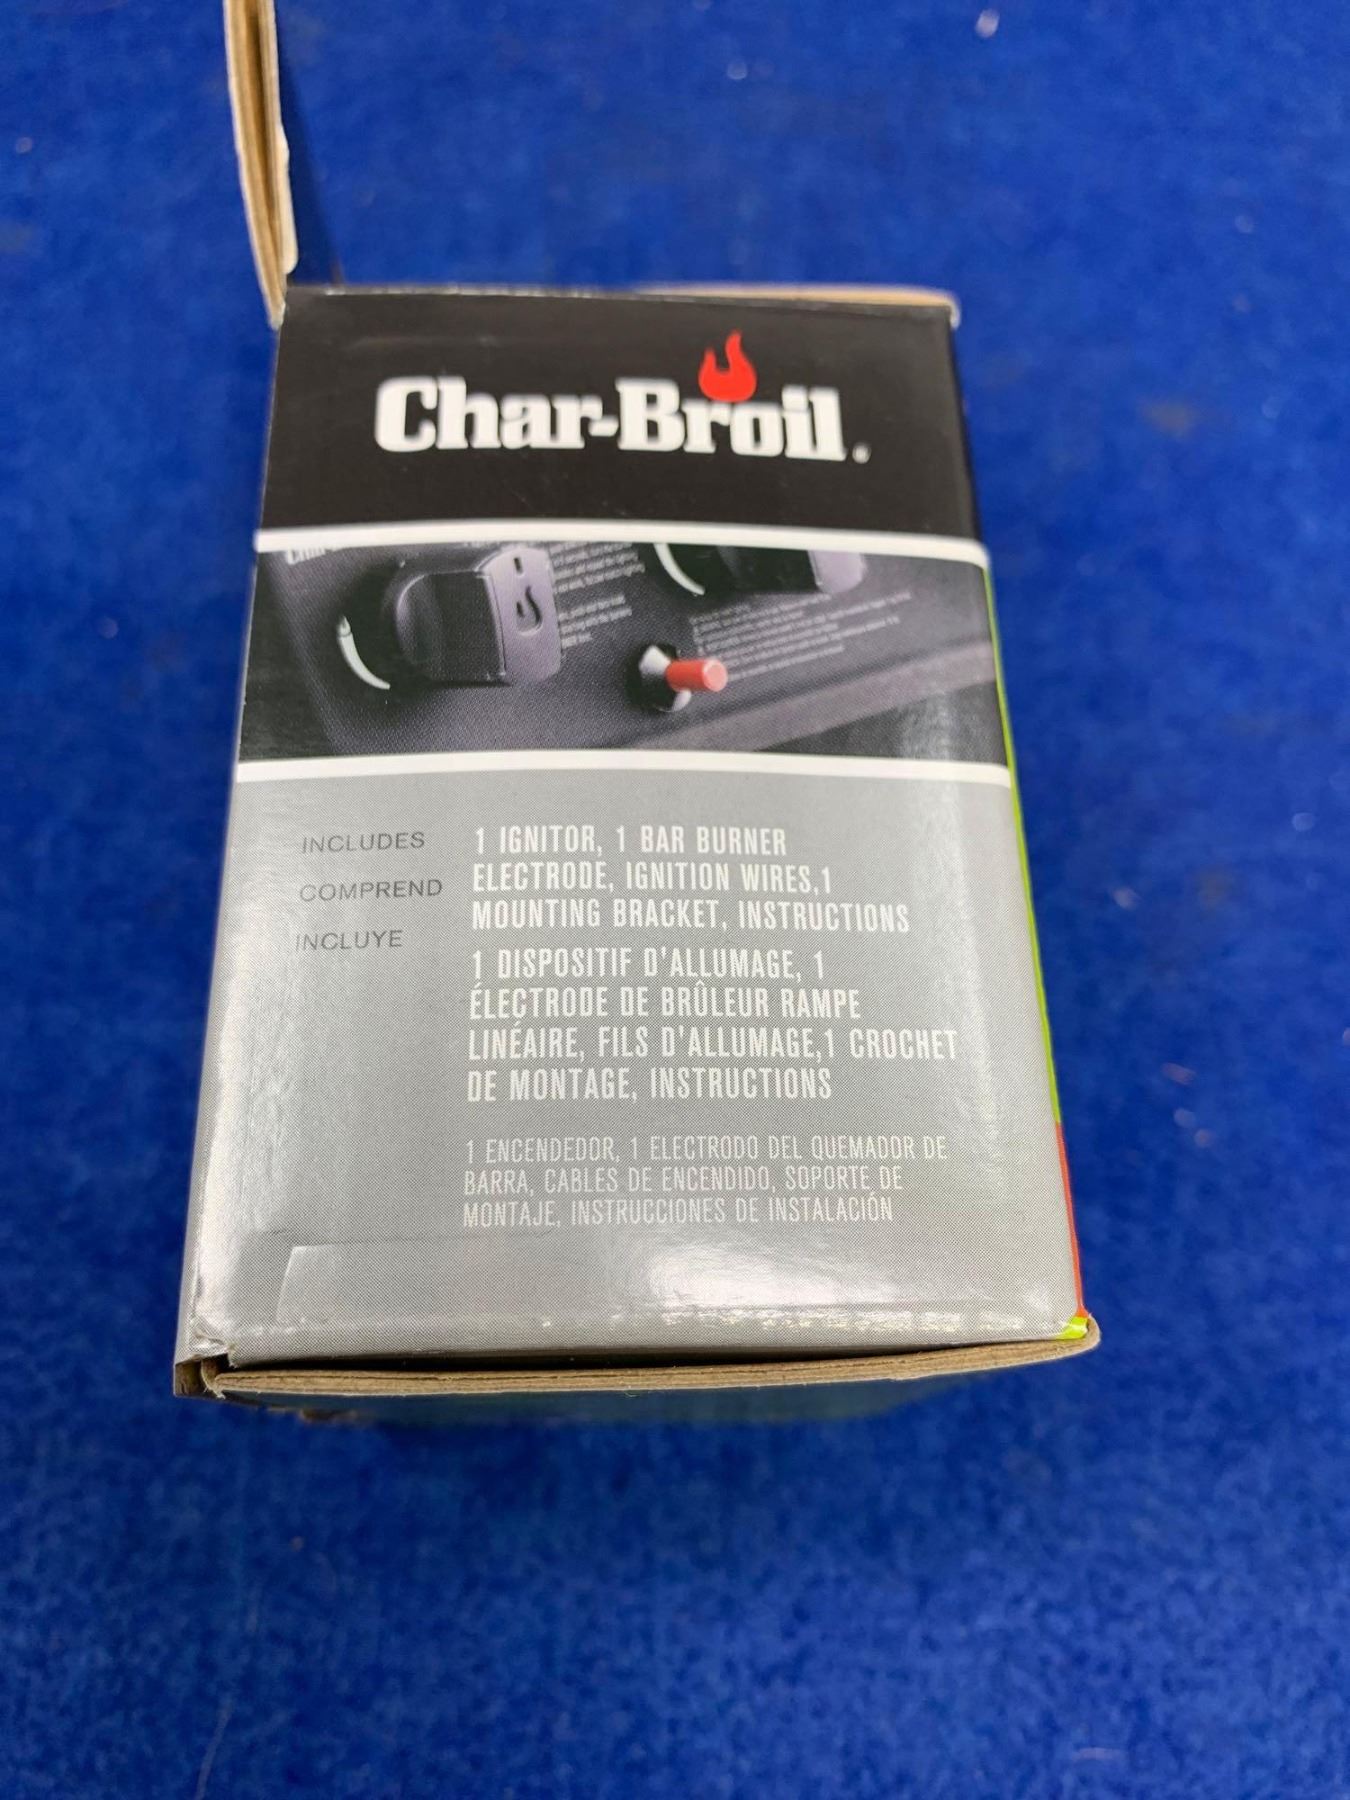 Char-Broil
INCLUDES
COMPREND
INCLUYE
1 IGNITOR, 1 BAR BURNER
ELECTRODE, IGNITION WIRES,1
MOUNTING BRACKET, INSTRUCTIONS
1 DISPOSITIF D'ALLUMAGE, 1
ÉLECTRODE DE BRÛLEUR RAMPE
LINÉAIRE, FILS D'ALLUMAGE,1 CROCHET
DE MONTAGE, INSTRUCTIONS
1 ENCENDEDOR, 1 ELECTRODO DEL QUEMADOR DE
BARRA, CABLES DE ENCENDIDO, SOPORTE DE
MONTAJE, INSTRUCCIONES DE INSTALACIÓN